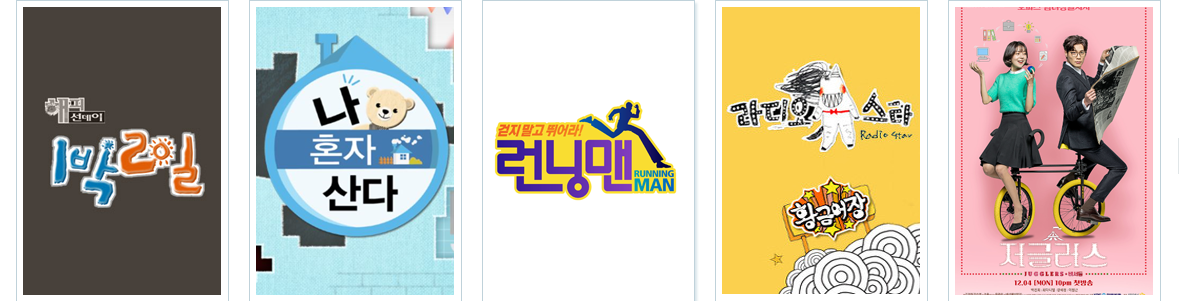 해피
선데이
1박2일
나
혼자
산다
걷지 말고 뛰어라!
런닝맨
RUNNING
MAN
라디오 스타
Radio Star
황금어장
저글러스
JUGGLERS
12.04 [MON] 10pm 첫방송